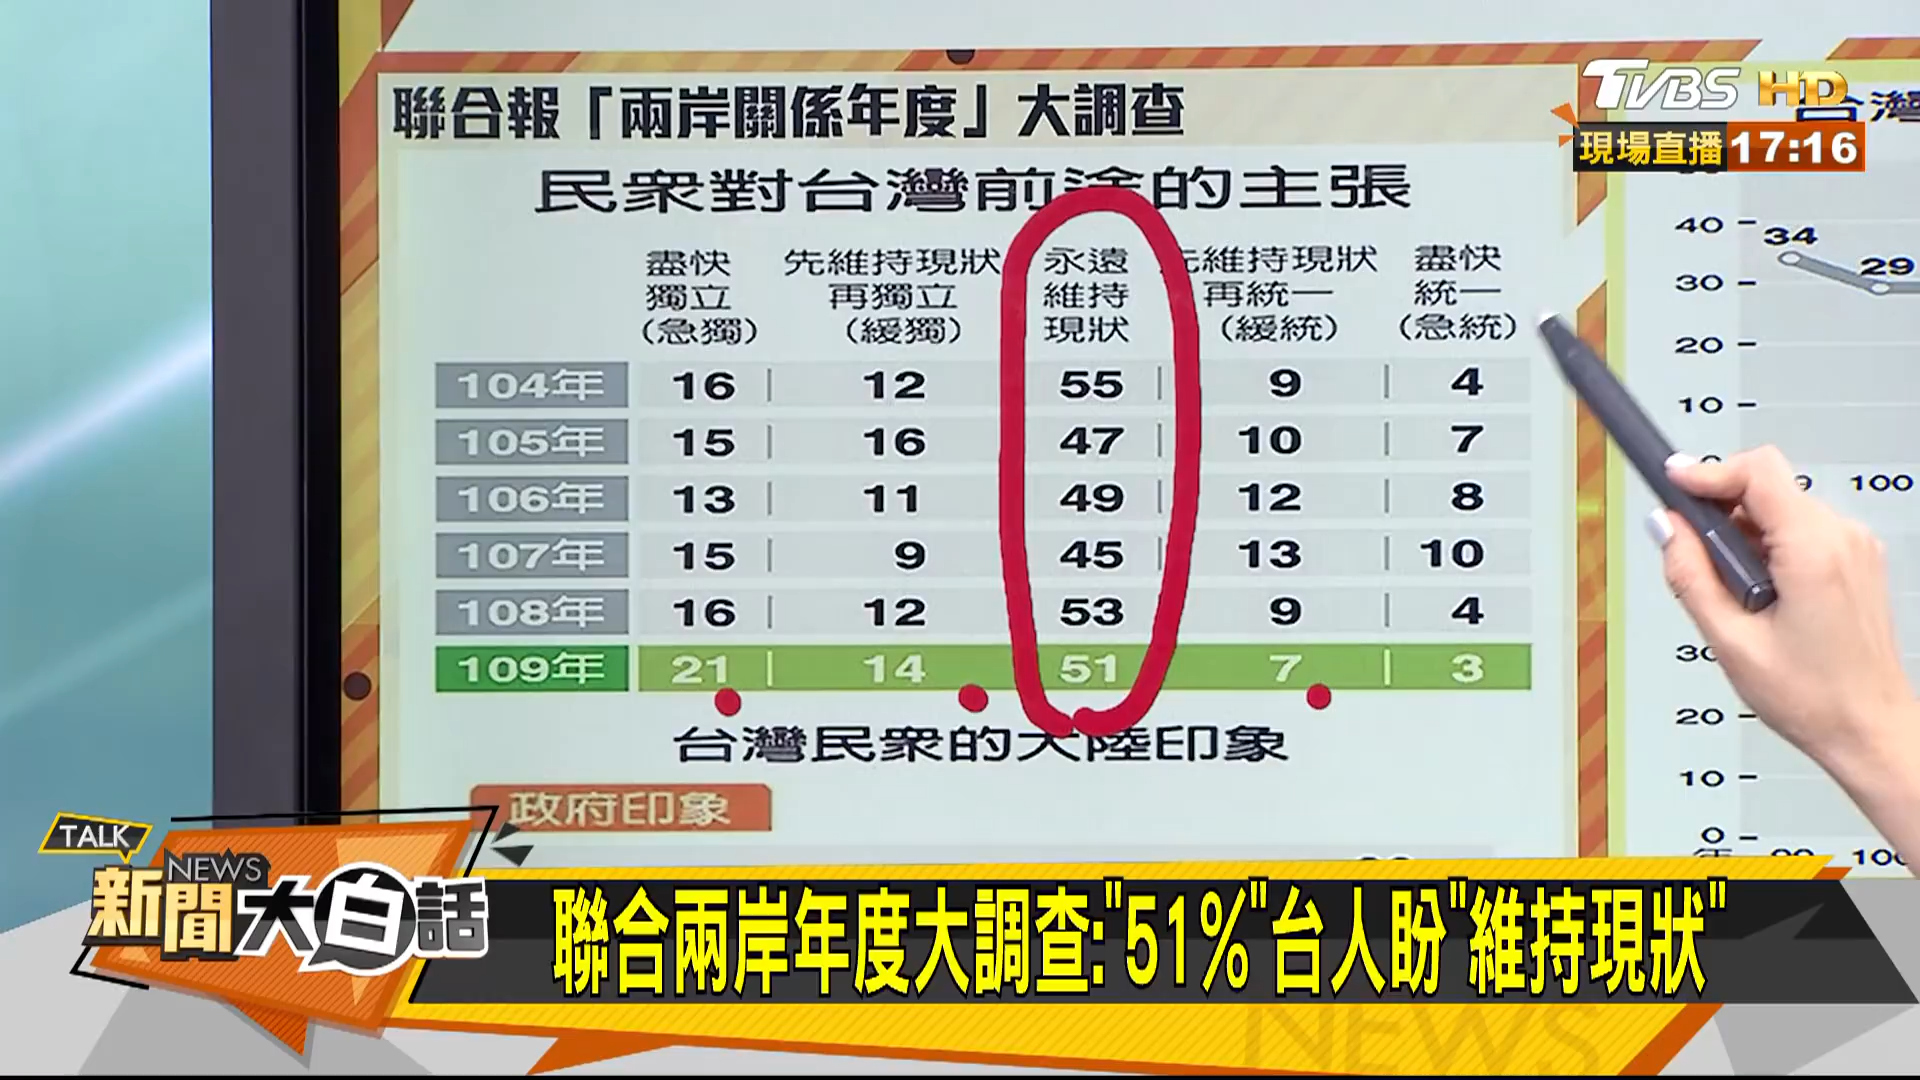 聯合報「兩岸關係年度」大調查
TVBS HD
現場直播 17:16
民眾對台灣前途的主張
盡快獨立(急獨) 先維持現狀再獨立(緩獨) 永遠維持現狀 先維持現狀再統一(緩統) 盡快統一(急統)
104年 16 12 55 9 4
105年 15 16 47 10 7
106年 13 11 49 12 8
107年 15 9 45 13 10
108年 16 12 53 9 4
109年 21 14 51 7 3
台灣民眾的大陸印象
政府印象
台灣
40
34
30
29
20
10
0
100
20
10
0
TALK
NEWS
新聞大白話
聯合兩岸年度大調查:"51%"台人盼"維持現狀"
NEWS